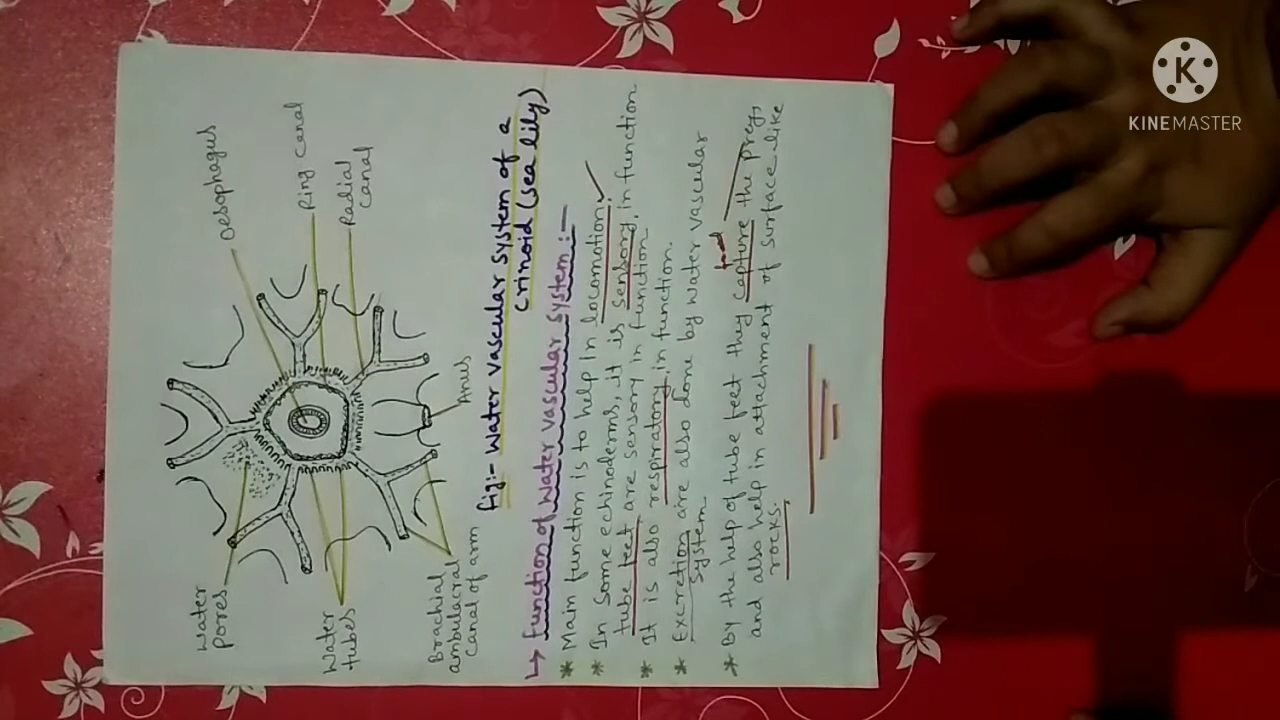 Oesophagus
Ring canal
Radial
canal
Water
pores
Water
tubes
Brachial
ambulacral
canal of arm
Anus
fig:- Water vascular system of a
crinoid (sea lily)
↳ Function of water vascular system:-
* Main function is to help in locomotion.
* In some echinoderms, it is sensory, in function
tube feet are sensory in function
* It is also respiratory in function.
* Excretion are also done by water vascular
system.
* By the help of tube feet they food capture the prey,
and also help in attachment of surface like
rocks.
K
KINEMASTER